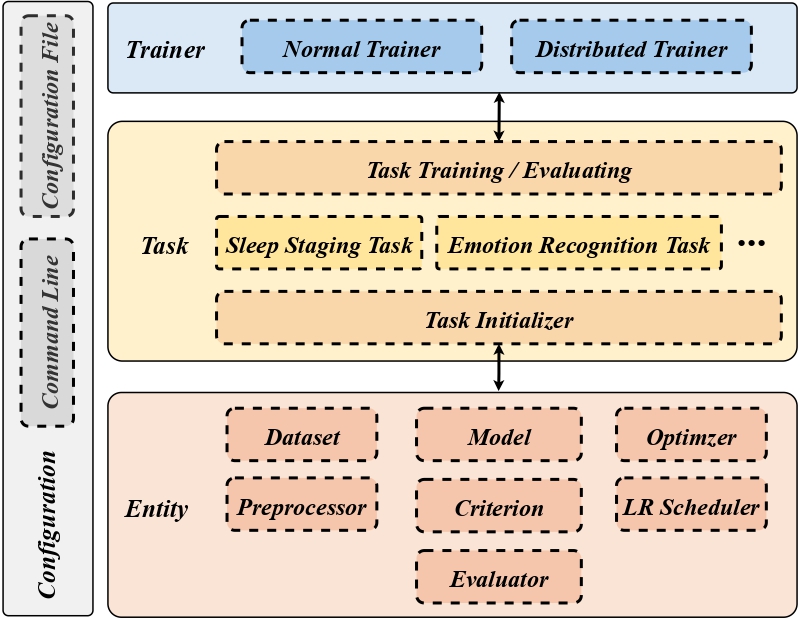 Configuration File
Command Line
Configuration
Trainer
Normal Trainer
Distributed Trainer
Task Training / Evaluating
Task
Sleep Staging Task
Emotion Recognition Task
•••
Task Initializer
Entity
Dataset
Model
Optimzer
Preprocessor
Criterion
LR Scheduler
Evaluator